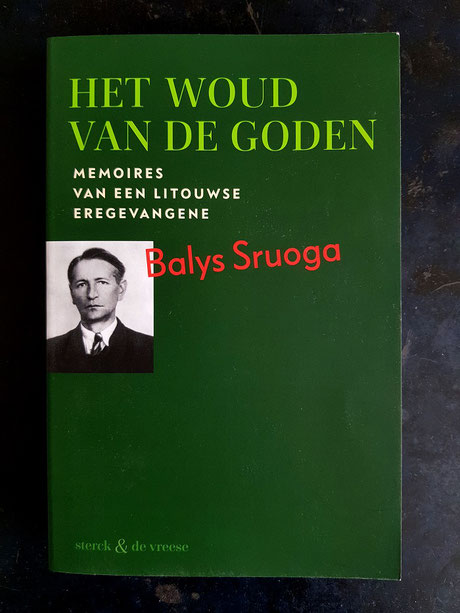 HET WOUD
VAN DE GODEN
MEMOIRES
VAN EEN LITOUWSE
EREGEVANGENE
Balys Sruoga
sterck & de vreese